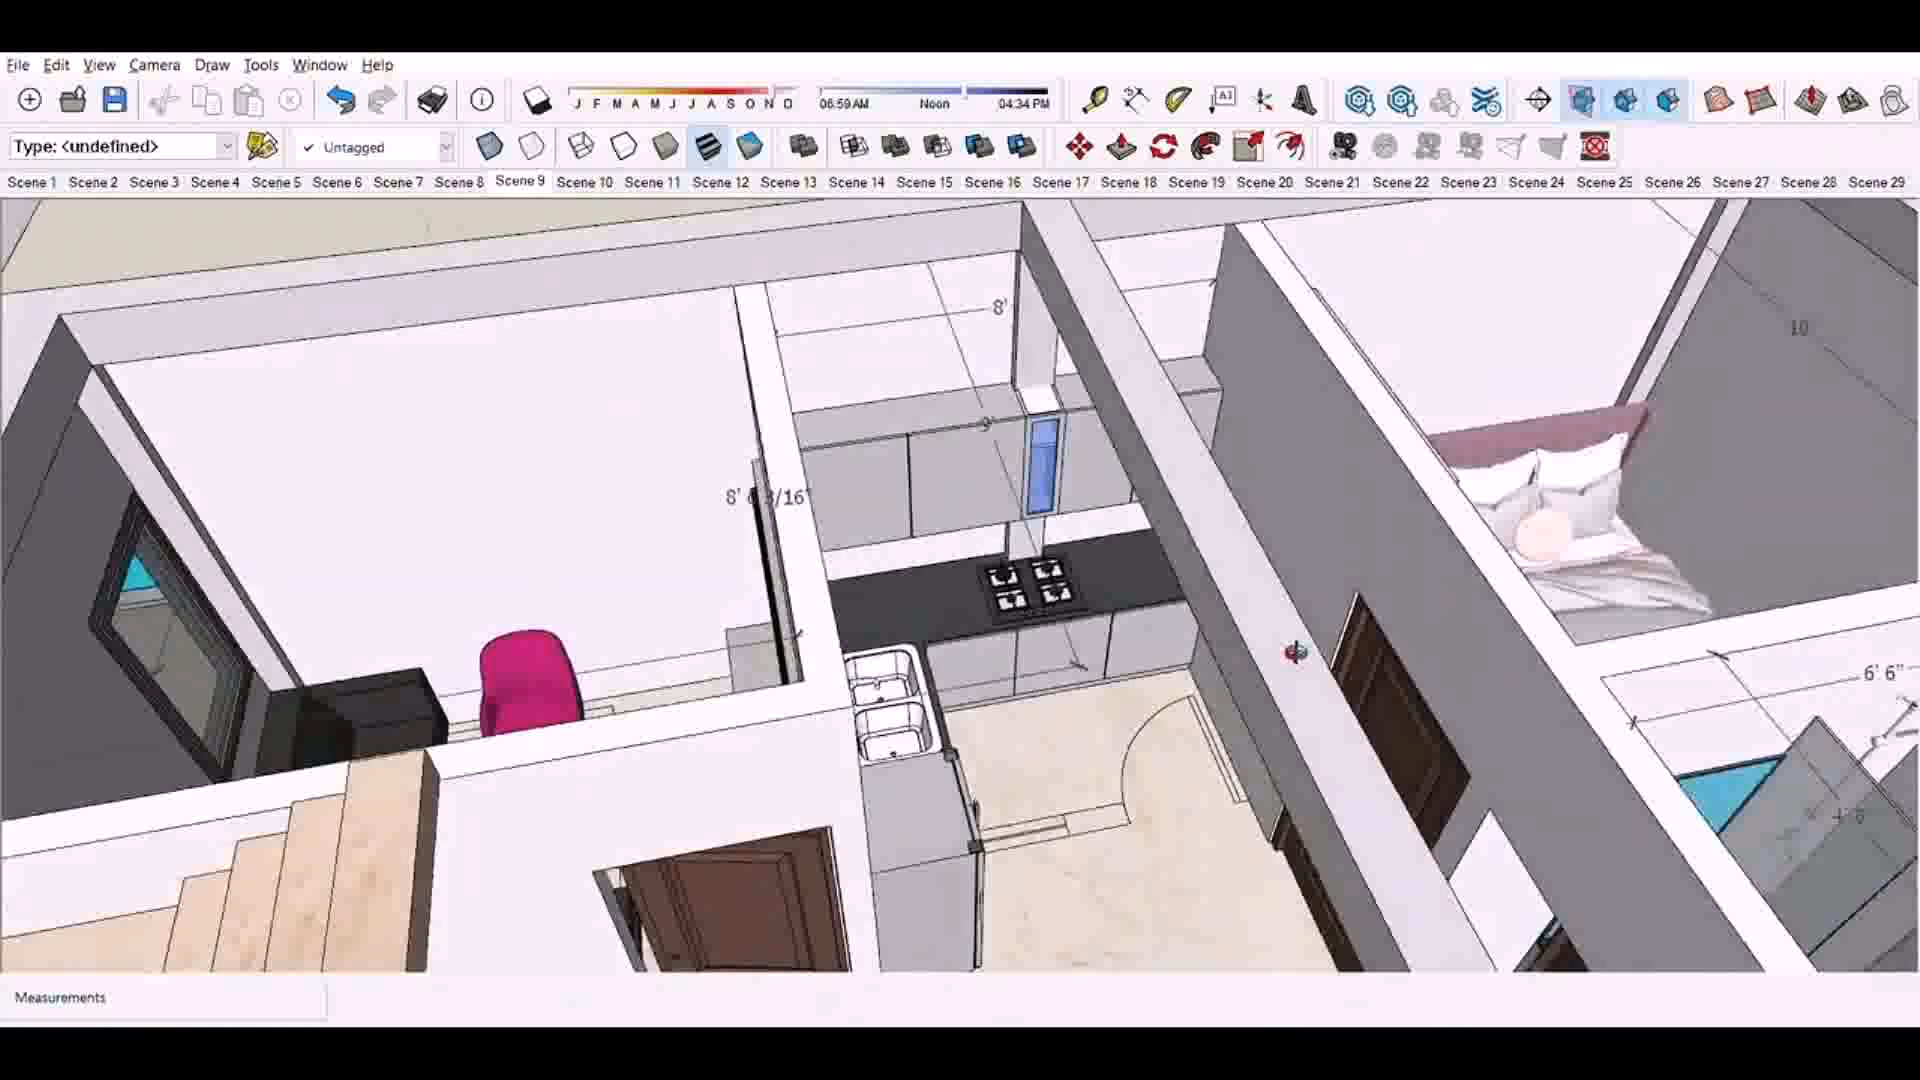 File Edit View Camera Draw Tools Window Help
J F M A M J J A S O N D
06:59 AM Noon 04:34 PM
A1
Type: <undefined>
✓ Untagged
Scene 1 Scene 2 Scene 3 Scene 4 Scene 5 Scene 6 Scene 7 Scene 8 Scene 9 Scene 10 Scene 11 Scene 12 Scene 13 Scene 14 Scene 15 Scene 16 Scene 17 Scene 18 Scene 19 Scene 20 Scene 21 Scene 22 Scene 23 Scene 24 Scene 25 Scene 26 Scene 27 Scene 28 Scene 29
8'
10
8' /16"
6' 6"
Measurements